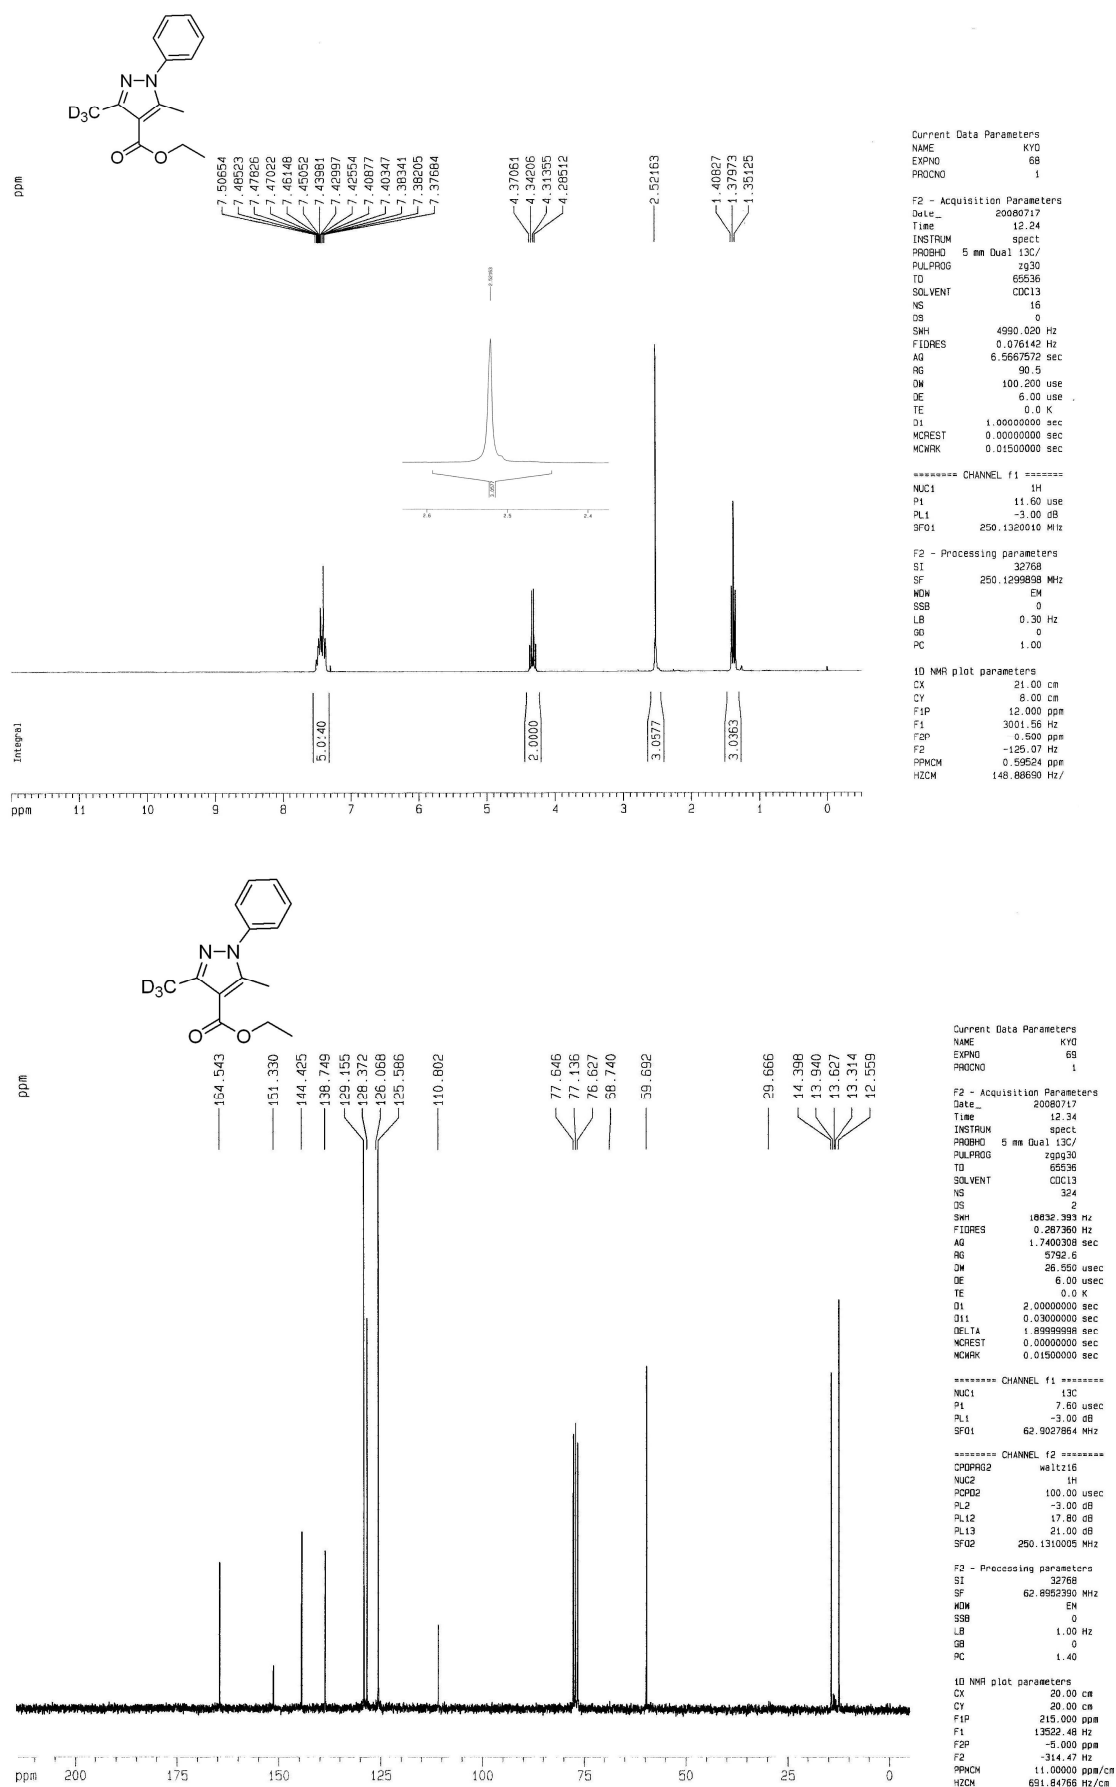 N N
D3C
O O
ppm
7.50654
7.48523
7.47826
7.47022
7.46148
7.45052
7.43981
7.42997
7.42554
7.40877
7.40347
7.38341
7.38205
7.37684
4.37061
4.34206
4.31355
4.28512
2.52163
1.40827
1.37973
1.35125
2.52163
2.6 2.5 2.4
Integral
5.0140
2.0000
3.0577
3.0363
ppm 11 10 9 8 7 6 5 4 3 2 1 0
Current Data Parameters
NAME KYO
EXPNO 68
PROCNO 1
F2 - Acquisition Parameters
Date_ 20080717
Time 12.24
INSTRUM spect
PROBHD 5 mm Dual 13C/
PULPROG zg30
TD 65536
SOLVENT CDCl3
NS 16
DS 0
SWH 4990.020 Hz
FIDRES 0.076142 Hz
AQ 6.5667572 sec
RG 90.5
DW 100.200 use
DE 6.00 use
TE 0.0 K
D1 1.00000000 sec
MCREST 0.00000000 sec
MCWRK 0.01500000 sec
======== CHANNEL f1 =======
NUC1 1H
P1 11.60 use
PL1 -3.00 dB
SFO1 250.1320010 MHz
F2 - Processing parameters
SI 32768
SF 250.1299898 MHz
WDW EM
SSB 0
LB 0.30 Hz
GB 0
PC 1.00
1D NMR plot parameters
CX 21.00 cm
CY 8.00 cm
F1P 12.000 ppm
F1 3001.56 Hz
F2P -0.500 ppm
F2 -125.07 Hz
PPMCM 0.59524 ppm
HZCM 148.88690 Hz/
N N
D3C
O O
ppm
164.543
151.330
144.425
138.749
129.155
128.372
126.068
125.586
110.802
77.646
77.136
76.627
68.740
59.692
29.666
14.398
13.940
13.627
13.314
12.559
ppm 200 175 150 125 100 75 50 25 0
Current Data Parameters
NAME KYO
EXPNO 69
PROCNO 1
F2 - Acquisition Parameters
Date_ 20080717
Time 12.34
INSTRUM spect
PROBHD 5 mm Dual 13C/
PULPROG zgpg30
TD 65536
SOLVENT CDCl3
NS 324
DS 2
SWH 18832.393 Hz
FIDRES 0.287360 Hz
AQ 1.7400308 sec
RG 5792.6
DW 26.550 usec
DE 6.00 usec
TE 0.0 K
D1 2.00000000 sec
D11 0.03000000 sec
DELTA 1.89999998 sec
MCREST 0.00000000 sec
MCWRK 0.01500000 sec
======== CHANNEL f1 ========
NUC1 13C
P1 7.60 usec
PL1 -3.00 dB
SFO1 62.9027864 MHz
======== CHANNEL f2 ========
CPDPRG2 waltz16
NUC2 1H
PCPD2 100.00 usec
PL2 -3.00 dB
PL12 17.80 dB
PL13 21.00 dB
SFO2 250.1310005 MHz
F2 - Processing parameters
SI 32768
SF 62.8952390 MHz
WDW EM
SSB 0
LB 1.00 Hz
GB 0
PC 1.40
1D NMR plot parameters
CX 20.00 cm
CY 20.00 cm
F1P 215.000 ppm
F1 13522.48 Hz
F2P -5.000 ppm
F2 -314.47 Hz
PPMCM 11.00000 ppm/cm
HZCM 691.84766 Hz/cm